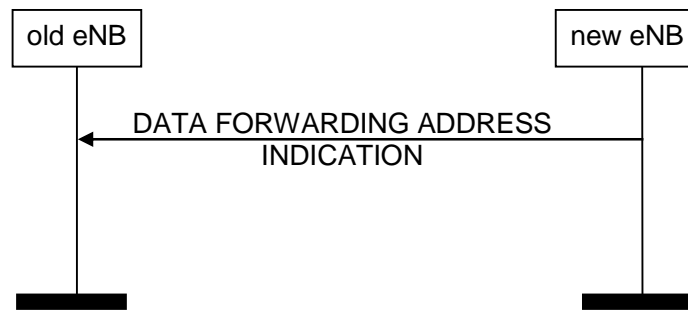 old eNB
new eNB
DATA FORWARDING ADDRESS
INDICATION